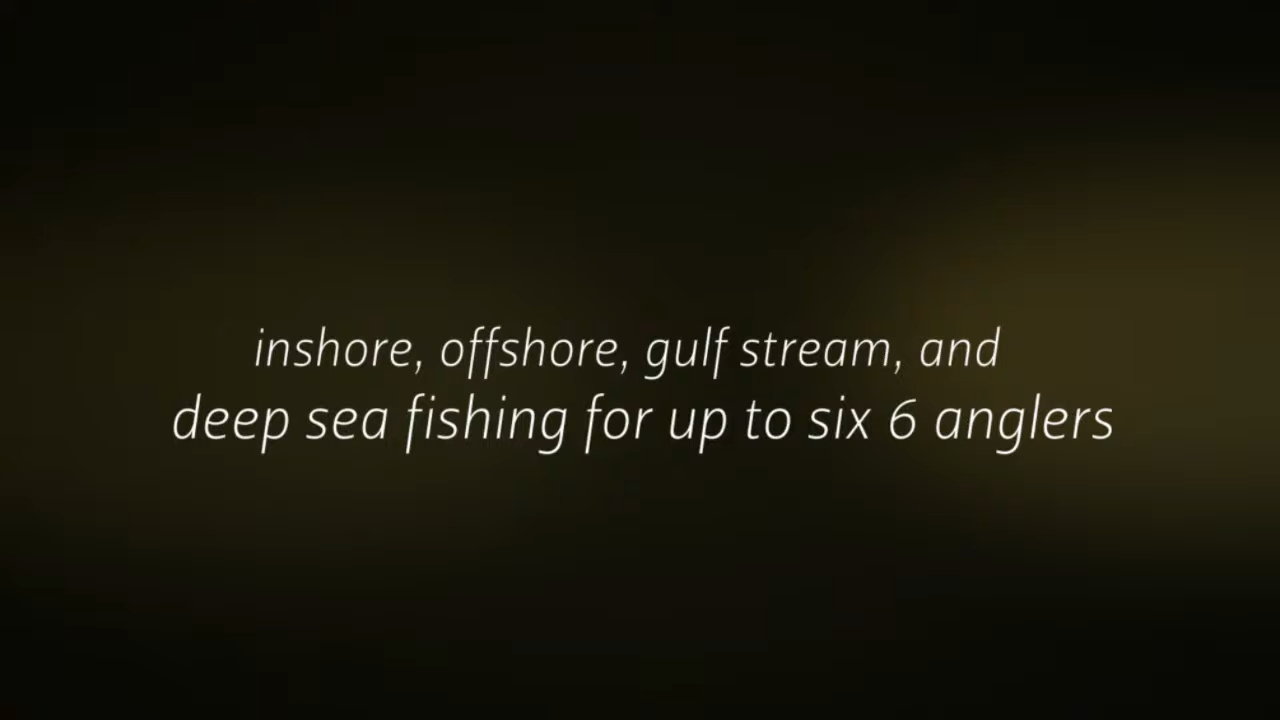 inshore, offshore, gulf stream, and
deep sea fishing for up to six 6 anglers